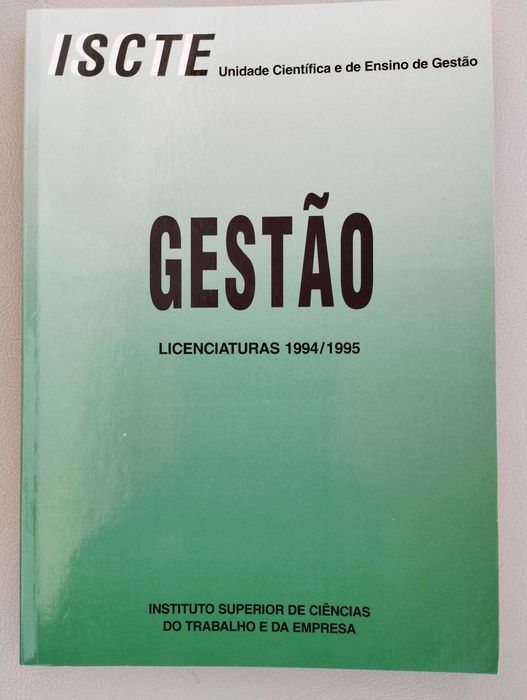 ISCTE Unidade Científica e de Ensino de Gestão
GESTÃO
LICENCIATURAS 1994/1995
INSTITUTO SUPERIOR DE CIÊNCIAS
DO TRABALHO E DA EMPRESA